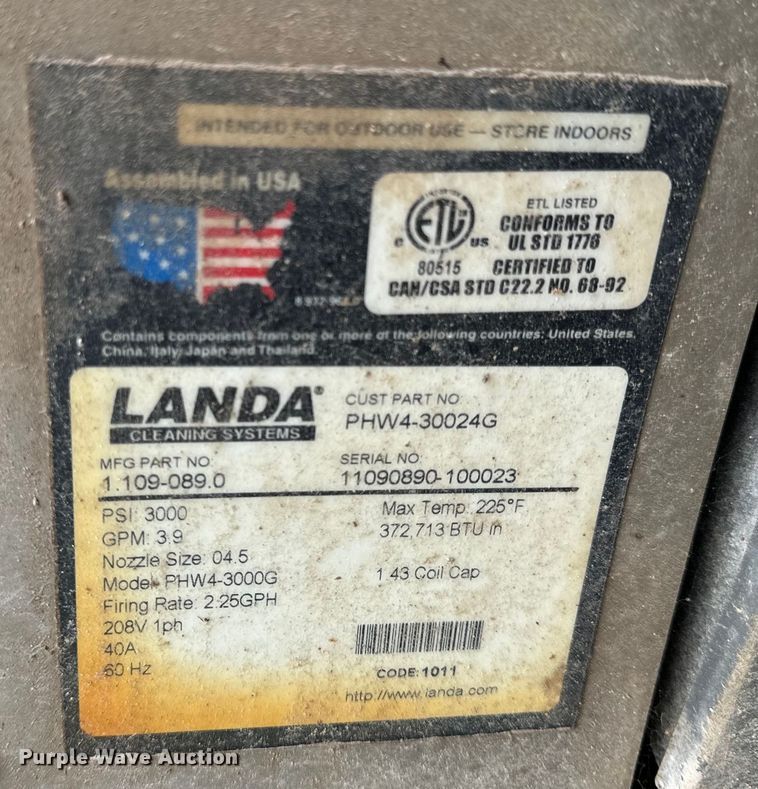 INTENDED FOR OUTDOOR USE — STORE INDOORS
Assembled in USA
ETL LISTED
CONFORMS TO
UL STD 1776
C ETL US
80515
CERTIFIED TO
CAN/CSA STD C22.2 NO. 68-92
Contains components from one or more of the following countries: United States,
China, Italy, Japan and Thailand.
LANDA®
CLEANING SYSTEMS
CUST PART NO:
PHW4-30024G
MFG PART NO:
1.109-089.0
SERIAL NO:
11090890-100023
PSI: 3000
GPM: 3.9
Nozzle Size: 04.5
Model: PHW4-3000G
Firing Rate: 2.25GPH
208V 1ph
40A
60 Hz
Max Temp: 225°F
372,713 BTU in
1.43 Coil Cap
CODE: 1011
http://www.landa.com
Purple Wave Auction